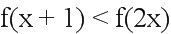 f(x + 1) < f(2x)